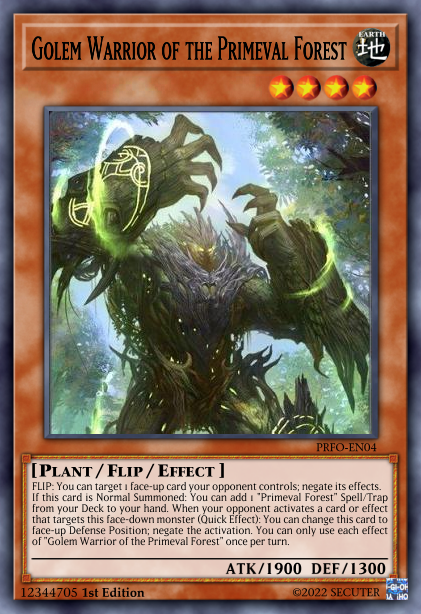 Golem Warrior of the Primeval Forest
EARTH
地
PRFO-EN04
[Plant / Flip / Effect ]
FLIP: You can target 1 face-up card your opponent controls; negate its effects.
If this card is Normal Summoned: You can add 1 "Primeval Forest" Spell/Trap
from your Deck to your hand. When your opponent activates a card or effect
that targets this face-down monster (Quick Effect): You can change this card to
face-up Defense Position; negate the activation. You can only use each effect
of "Golem Warrior of the Primeval Forest" once per turn.
ATK/1900 DEF/1300
12344705 1st Edition
©2022 SECUTER